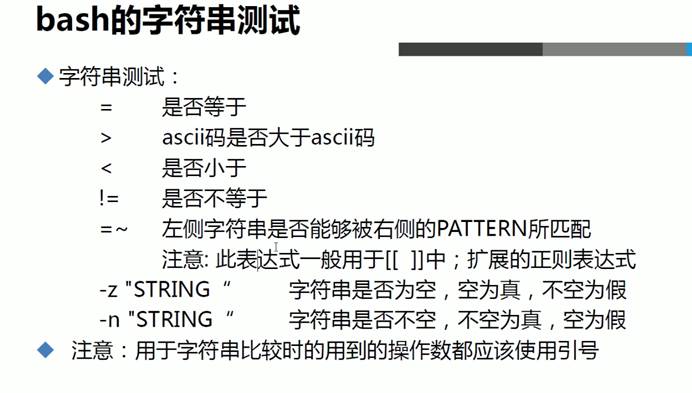 bash的字符串测试
字符串测试：
= 是否等于
> ascii码是否大于ascii码
< 是否小于
!= 是否不等于
=~ 左侧字符串是否能够被右侧的PATTERN所匹配
注意: 此表达式一般用于[[ ]]中；扩展的正则表达式
-z "STRING“ 字符串是否为空，空为真，不空为假
-n "STRING“ 字符串是否不空，不空为真，空为假
注意：用于字符串比较时的用到的操作数都应该使用引号